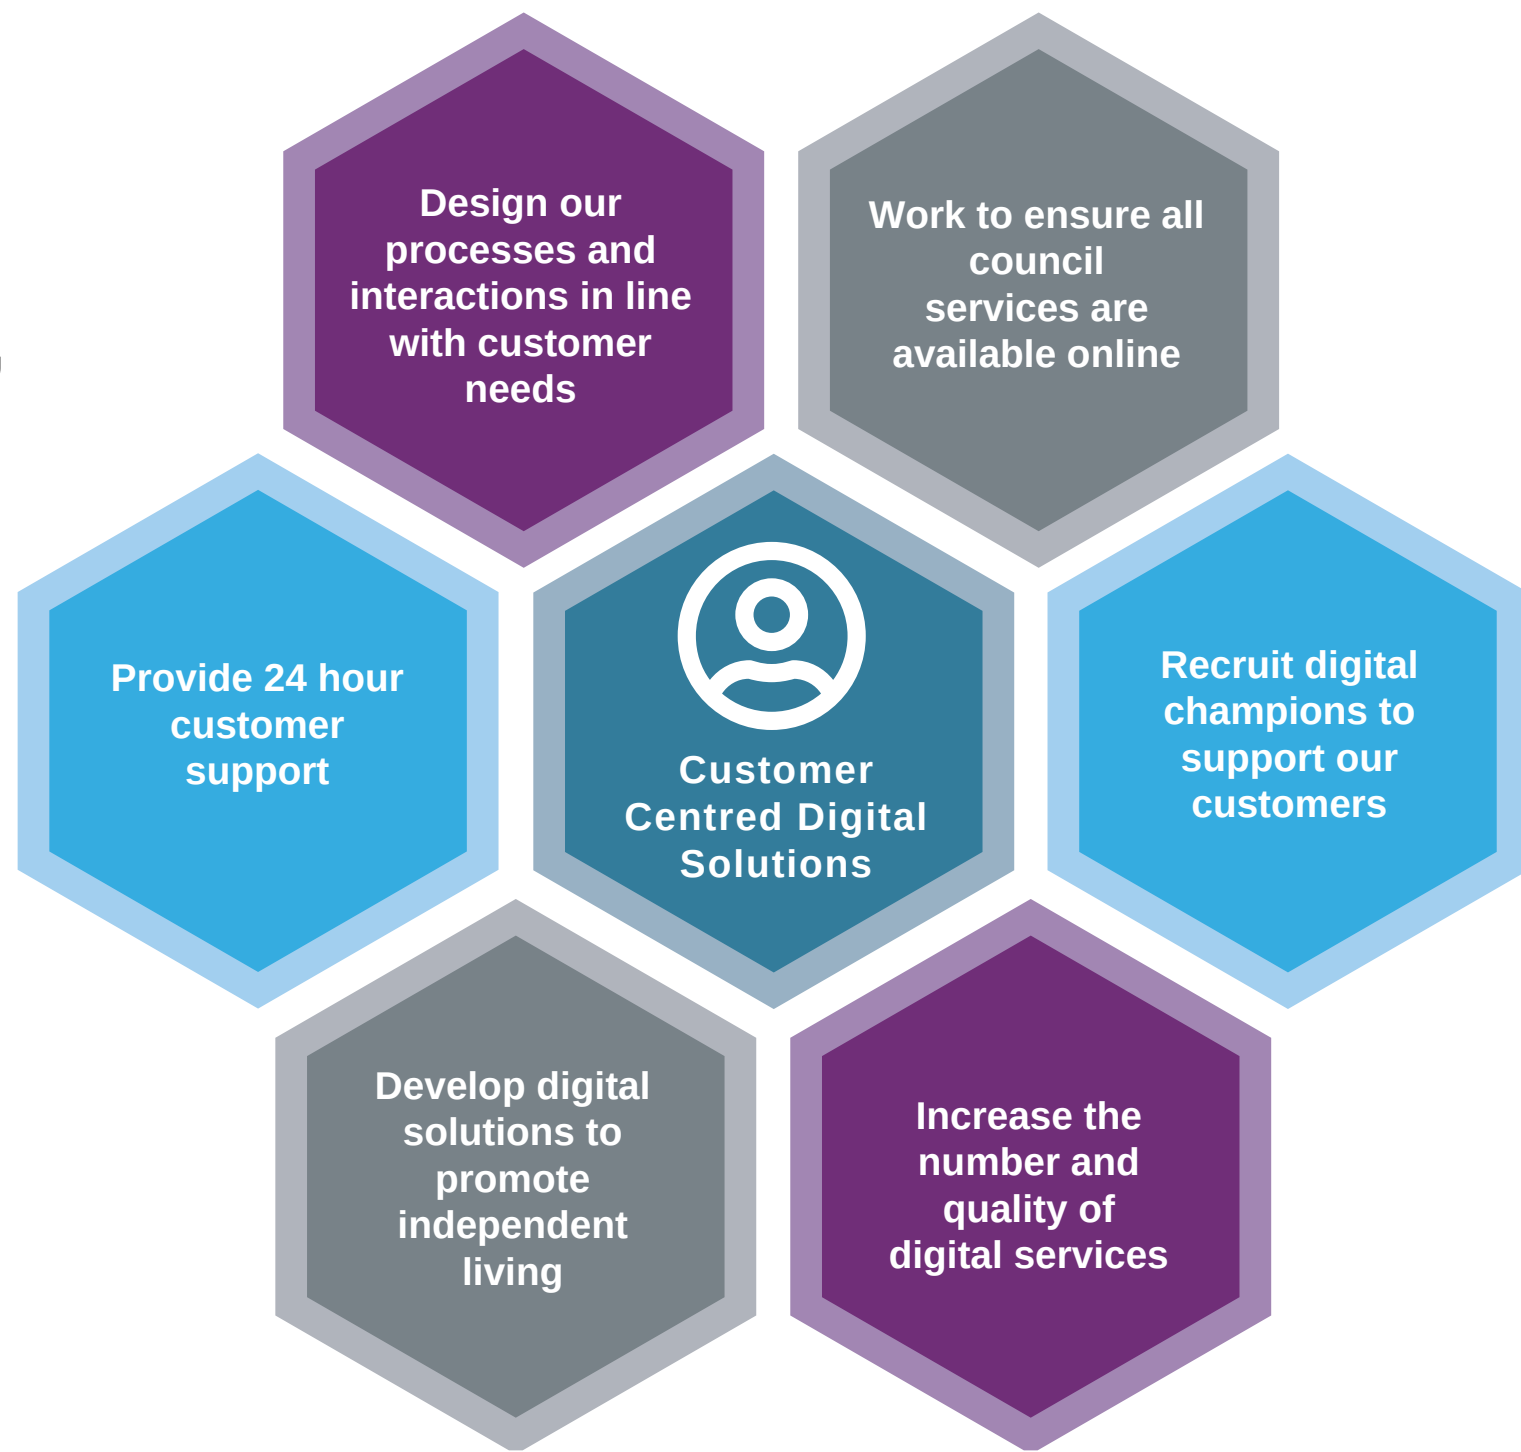 Design our
processes and
interactions in line
with customer
needs
Work to ensure all
council
services are
available online
Provide 24 hour
customer
support
Customer
Centred Digital
Solutions
Recruit digital
champions to
support our
customers
Develop digital
solutions to
promote
independent
living
Increase the
number and
quality of
digital services